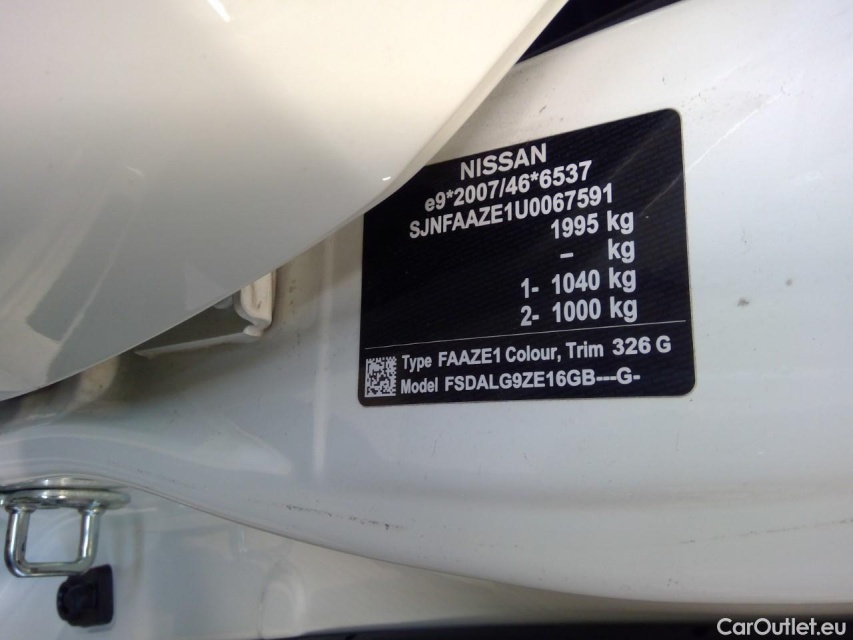 NISSAN
e9*2007/46*6537
SJNFAAZE1U0067591
1995 kg
– kg
1- 1040 kg
2- 1000 kg
Type FAAZE1 Colour, Trim 326 G
Model FSDALG9ZE16GB---G-
CarOutlet.eu